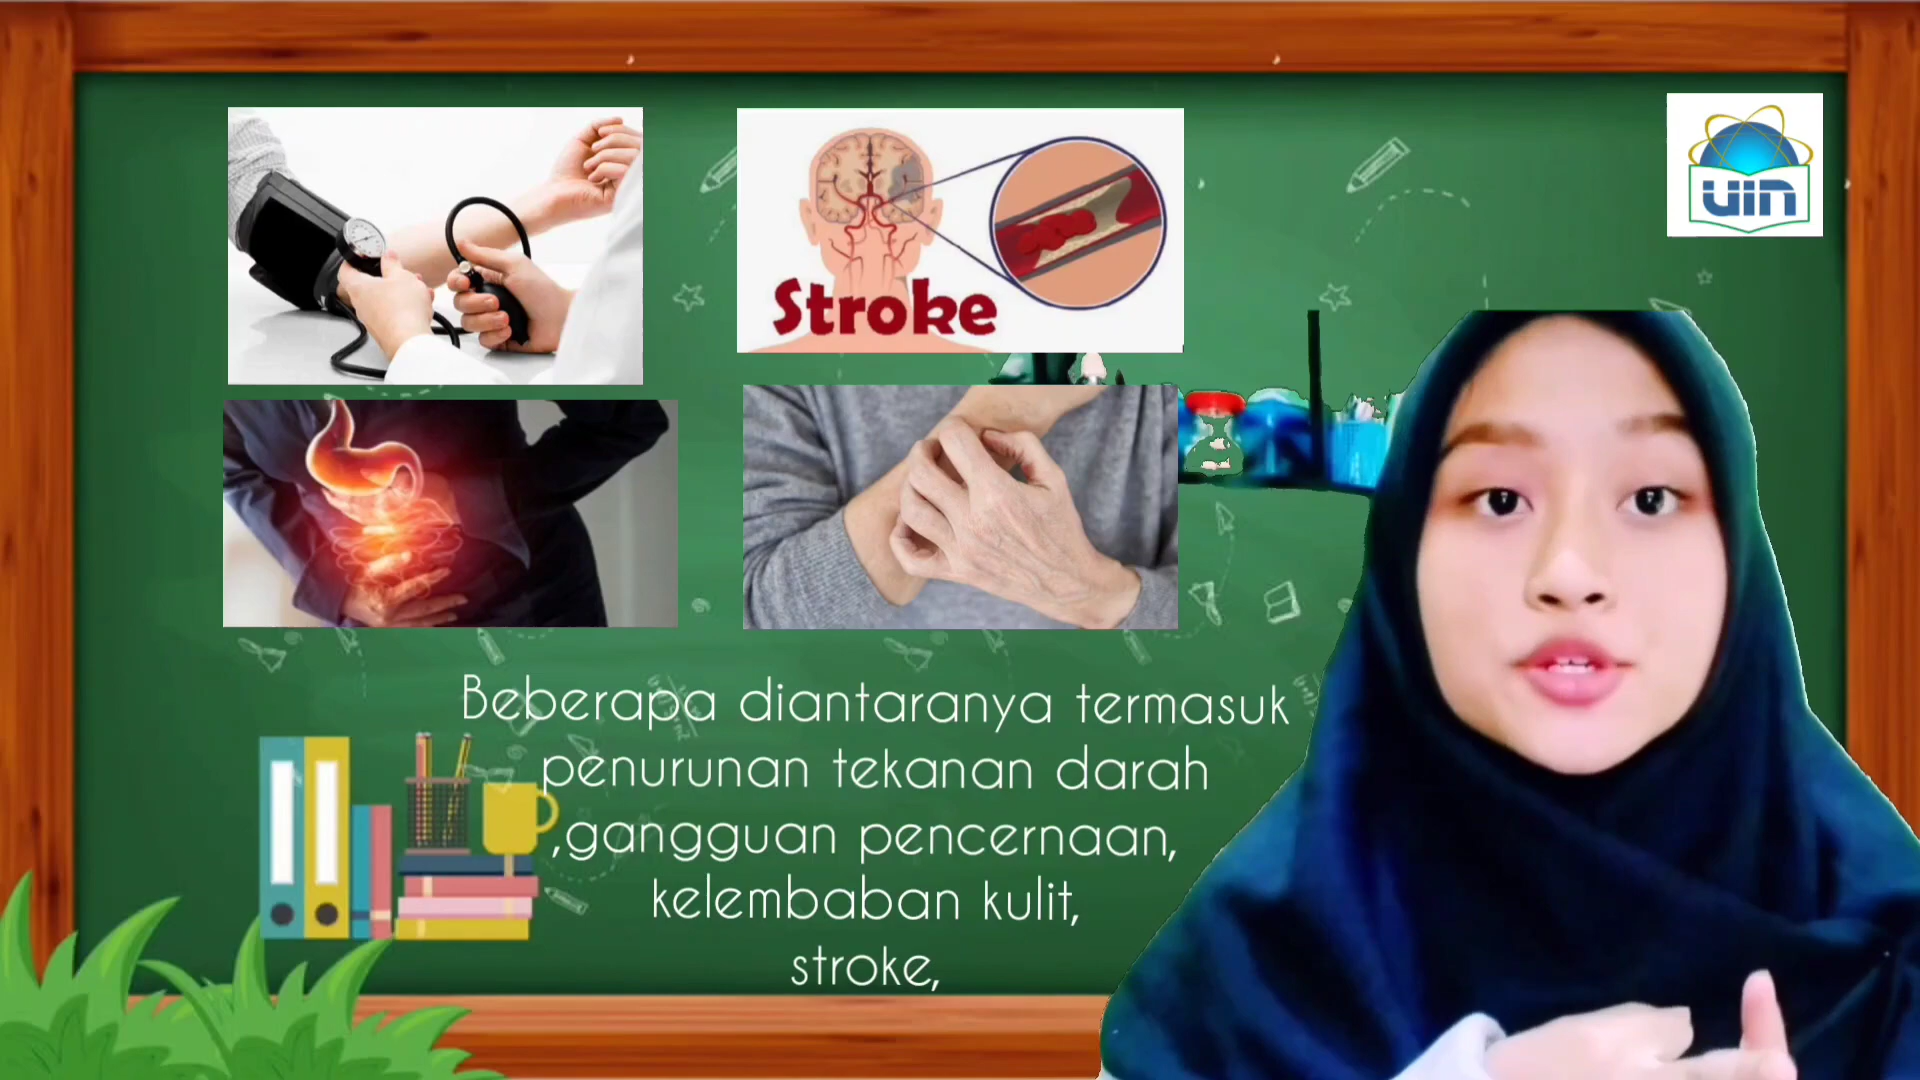 Stroke
UIN
Beberapa diantaranya termasuk
penurunan tekanan darah
,gangguan pencernaan,
kelembaban kulit,
stroke,